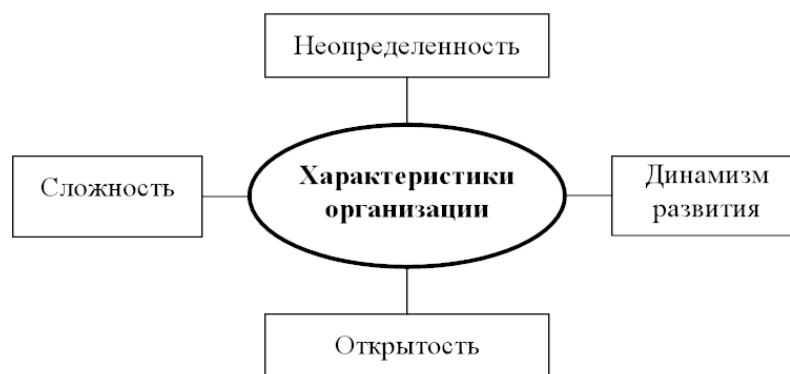 Неопределенность
Сложность
Характеристики
организации
Динамизм
развития
Открытость